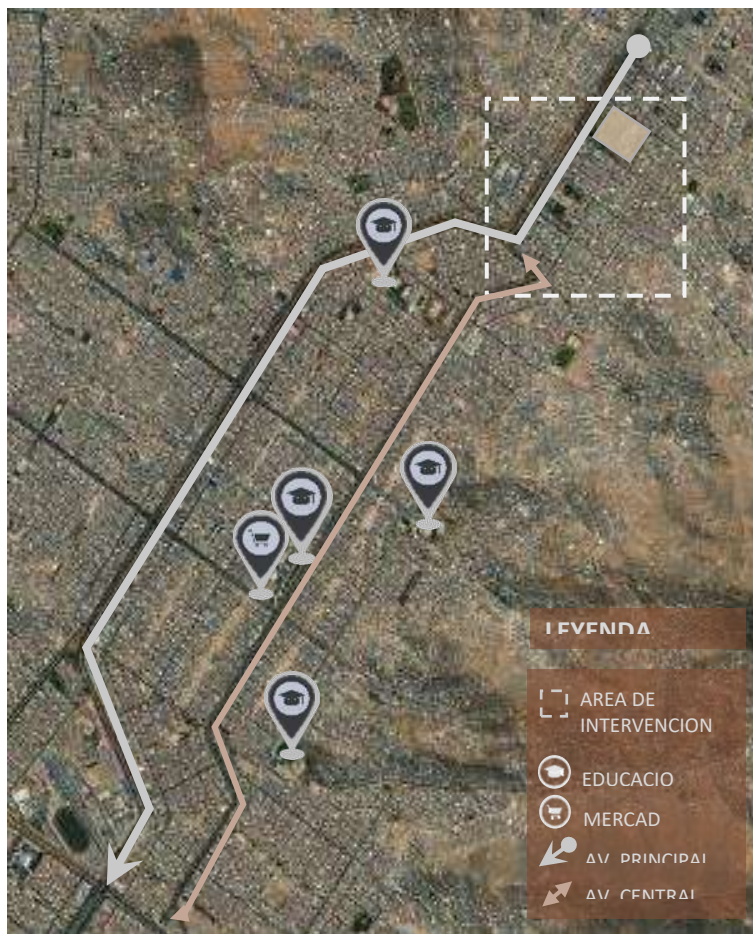 LEYENDA
AREA DE
INTERVENCION
EDUCACIO
MERCAD
AV. PRINCIPAL
AV. CENTRAL